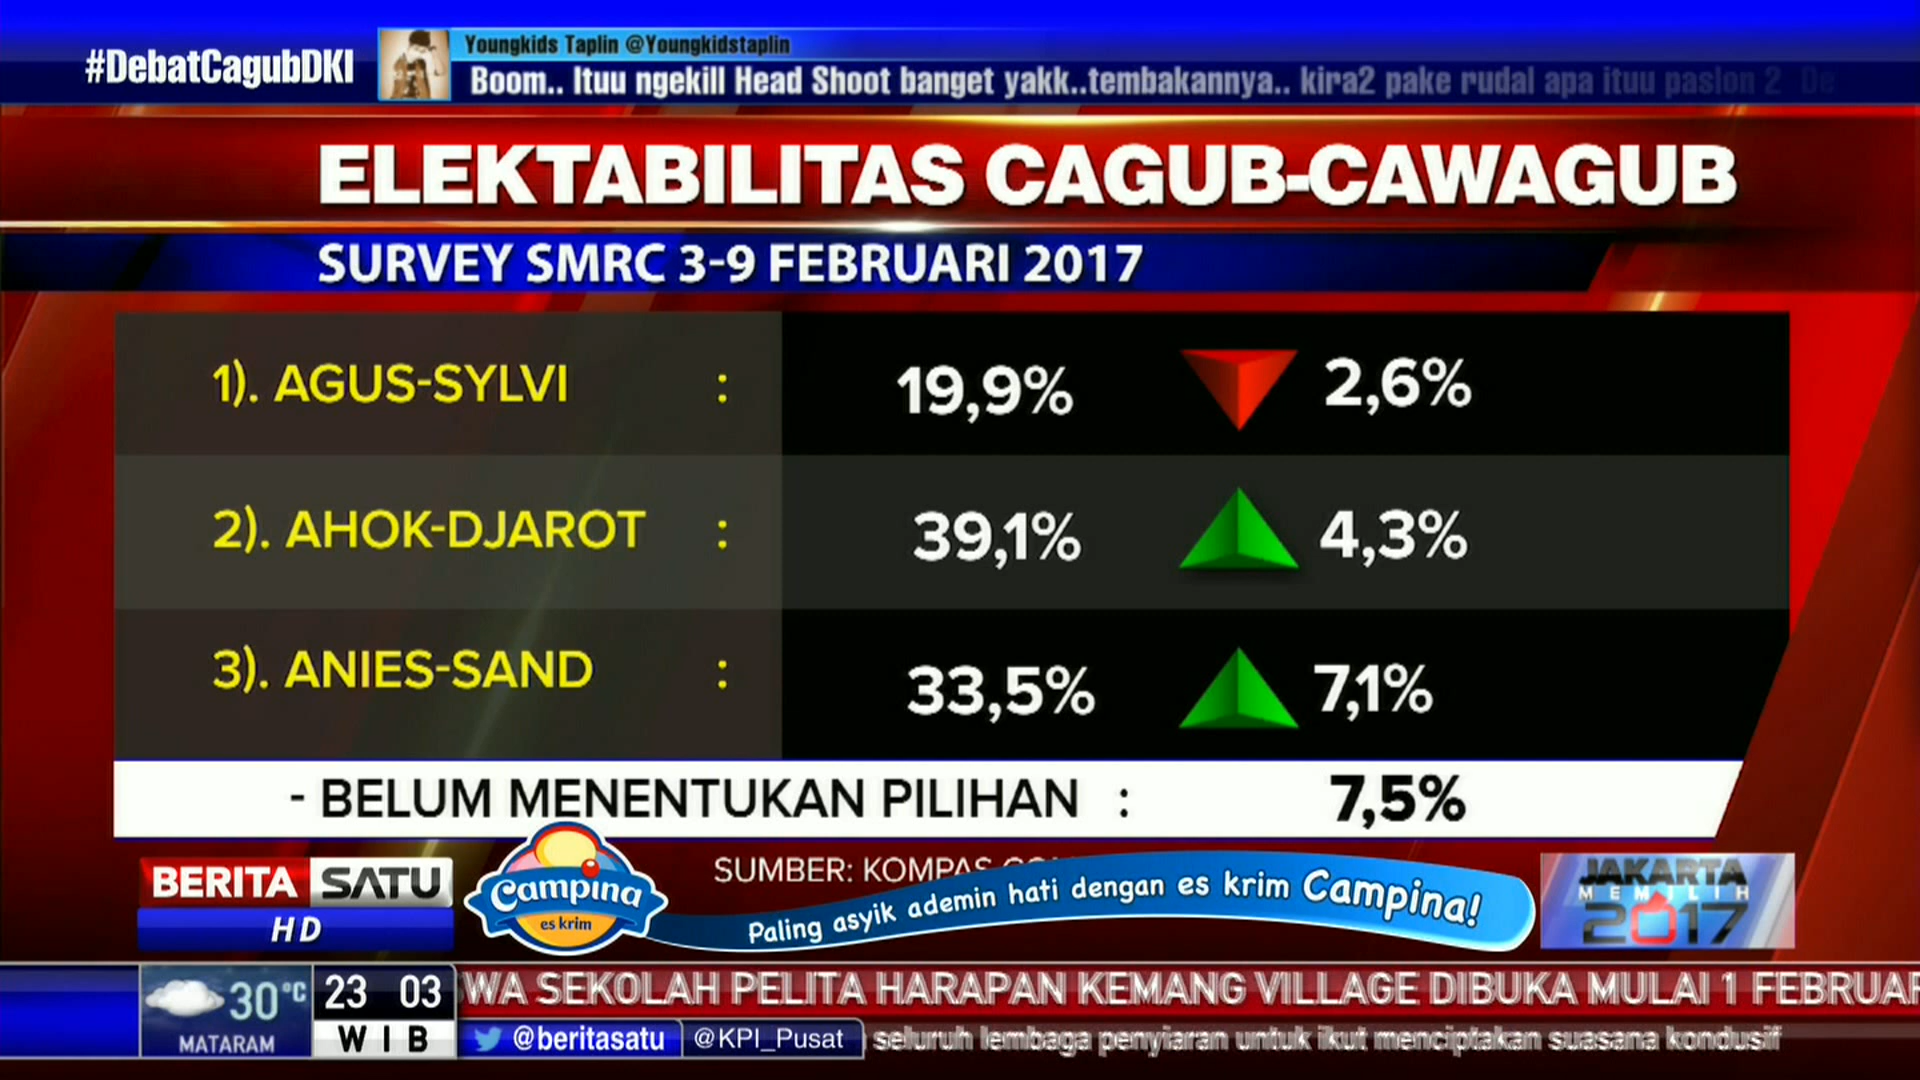 #DebatCagubDKI
Youngkids Taplin @Youngkidstaplin
Boom.. Ituu ngekill Head Shoot banget yakk..tembakannya.. kira2 pake rudal apa ituu paslon 2
ELEKTABILITAS CAGUB-CAWAGUB
SURVEY SMRC 3-9 FEBRUARI 2017
1). AGUS-SYLVI : 19,9% 2,6%
2). AHOK-DJAROT : 39,1% 4,3%
3). ANIES-SAND : 33,5% 7,1%
- BELUM MENENTUKAN PILIHAN : 7,5%
SUMBER: KOMPAS
BERITA SATU
HD
Campina
es krim
Paling asyik ademin hati dengan es krim Campina!
JAKARTA
MEMILIH
2017
30°C
MATARAM
23 03
WIB
WA SEKOLAH PELITA HARAPAN KEMANG VILLAGE DIBUKA MULAI 1 FEBRUAR
@beritasatu
@KPI_Pusat
seluruh lembaga penyiaran untuk ikut menciptakan suasana kondusif